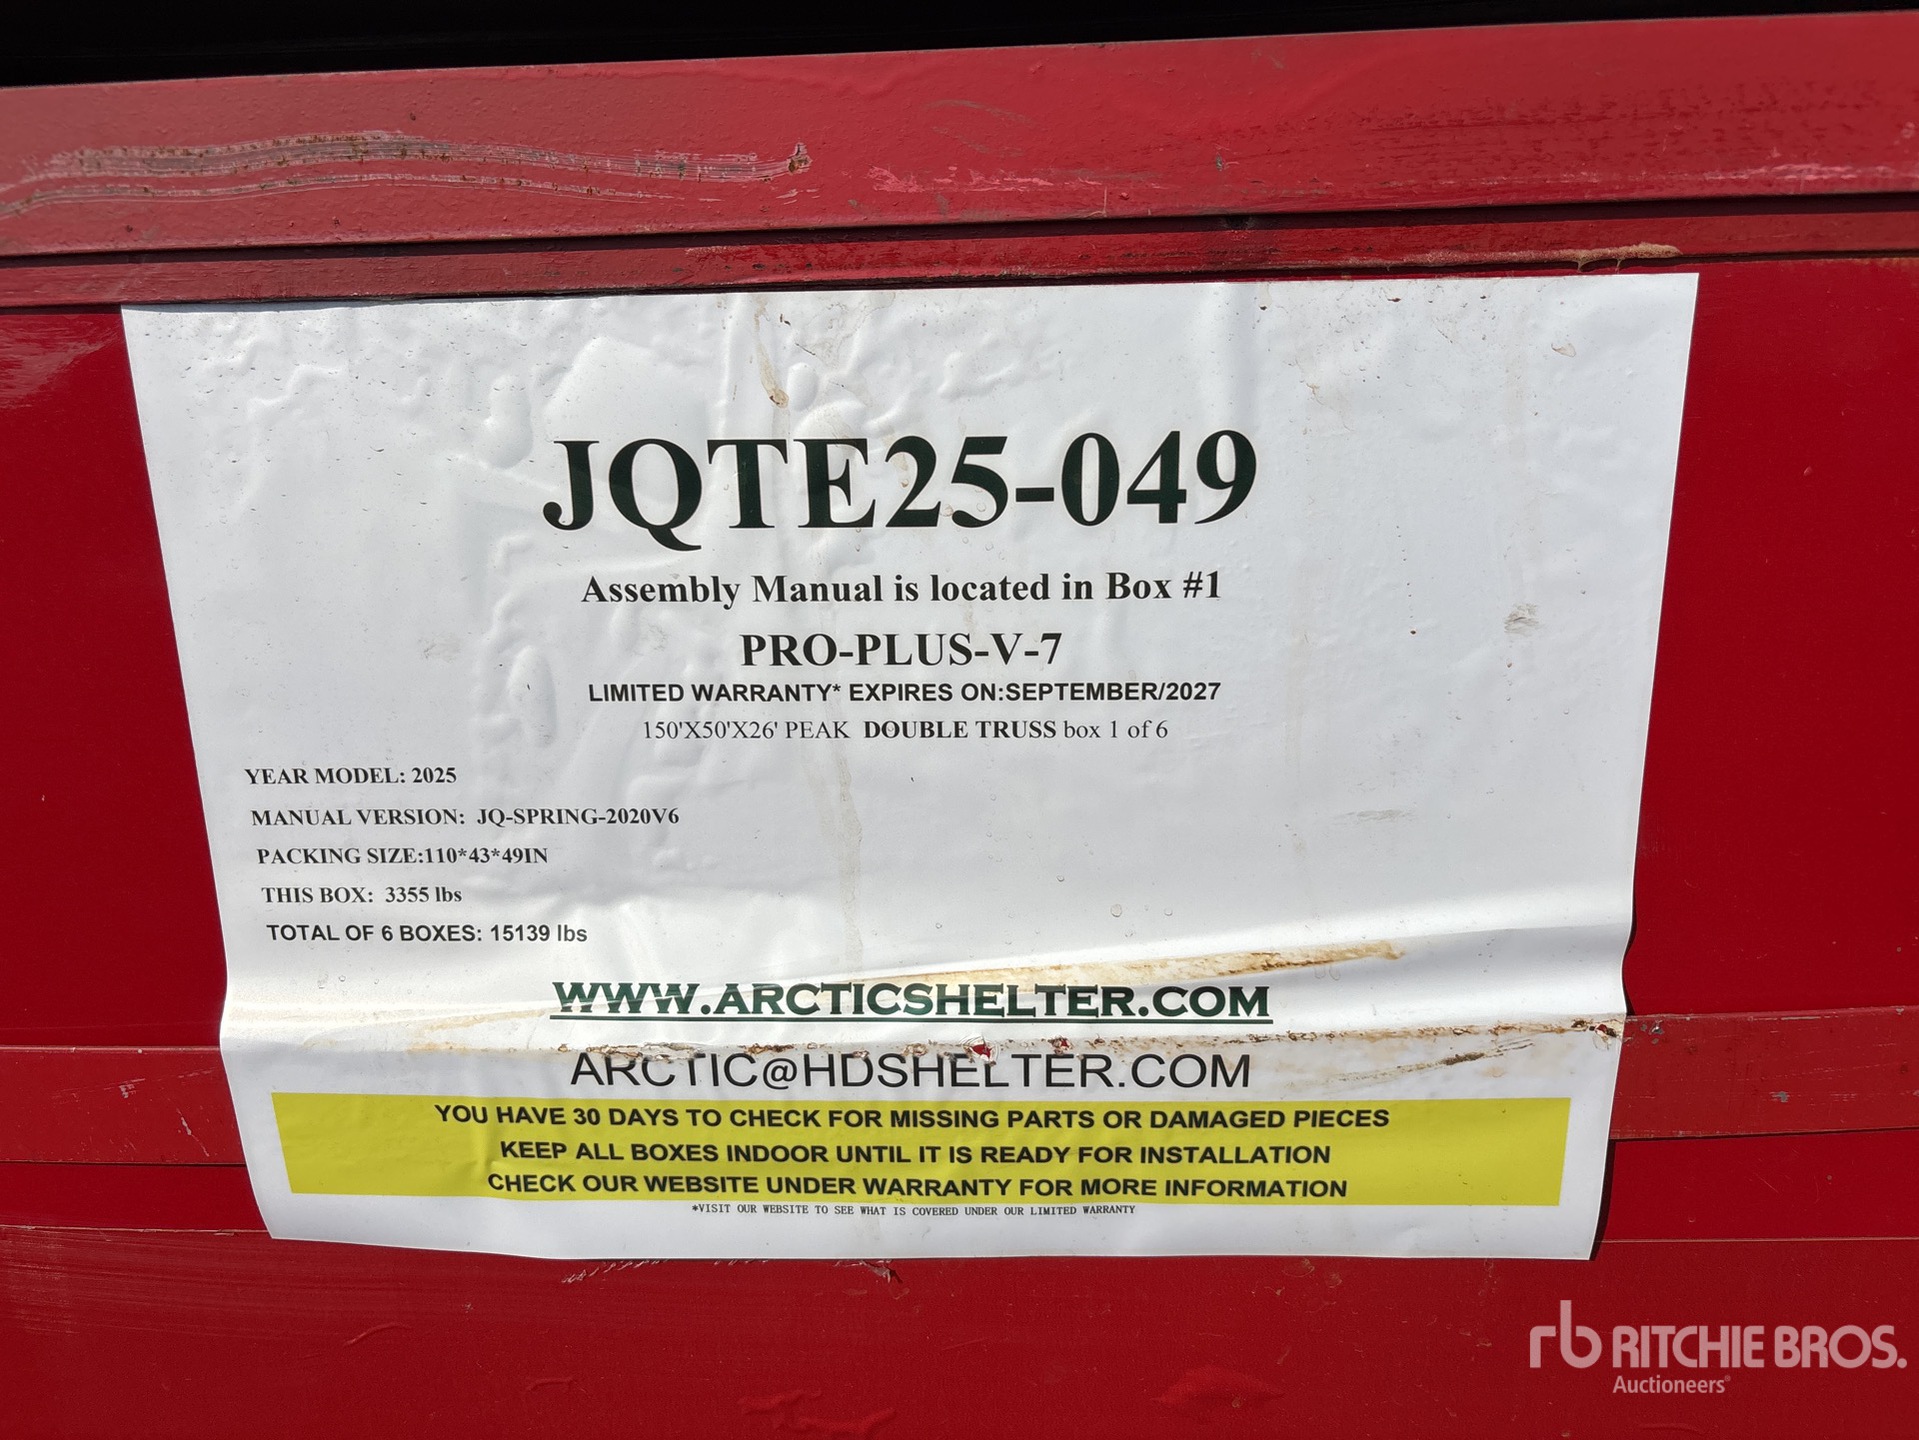 JQTE25-049
Assembly Manual is located in Box #1
PRO-PLUS-V-7
LIMITED WARRANTY* EXPIRES ON:SEPTEMBER/2027
150'X50'X26' PEAK DOUBLE TRUSS box 1 of 6
YEAR MODEL: 2025
MANUAL VERSION: JQ-SPRING-2020V6
PACKING SIZE:110*43*49IN
THIS BOX: 3355 lbs
TOTAL OF 6 BOXES: 15139 lbs
WWW.ARCTICSHELTER.COM
ARCTIC@HDSHELTER.COM
YOU HAVE 30 DAYS TO CHECK FOR MISSING PARTS OR DAMAGED PIECES
KEEP ALL BOXES INDOOR UNTIL IT IS READY FOR INSTALLATION
CHECK OUR WEBSITE UNDER WARRANTY FOR MORE INFORMATION
*VISIT OUR WEBSITE TO SEE WHAT IS COVERED UNDER OUR LIMITED WARRANTY
rb RITCHIE BROS.
Auctioneers®